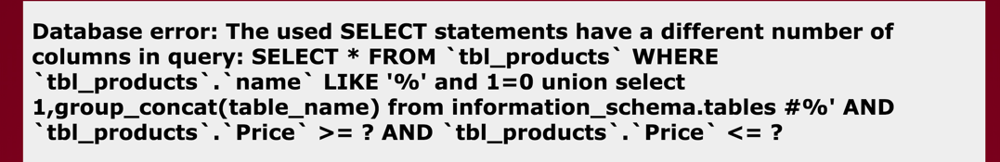 Database error: The used SELECT statements have a different number of
columns in query: SELECT * FROM `tbl_products` WHERE
`tbl_products`.`name` LIKE '%' and 1=0 union select
1,group_concat(table_name) from information_schema.tables #%' AND
`tbl_products`.`Price` >= ? AND `tbl_products`.`Price` <= ?